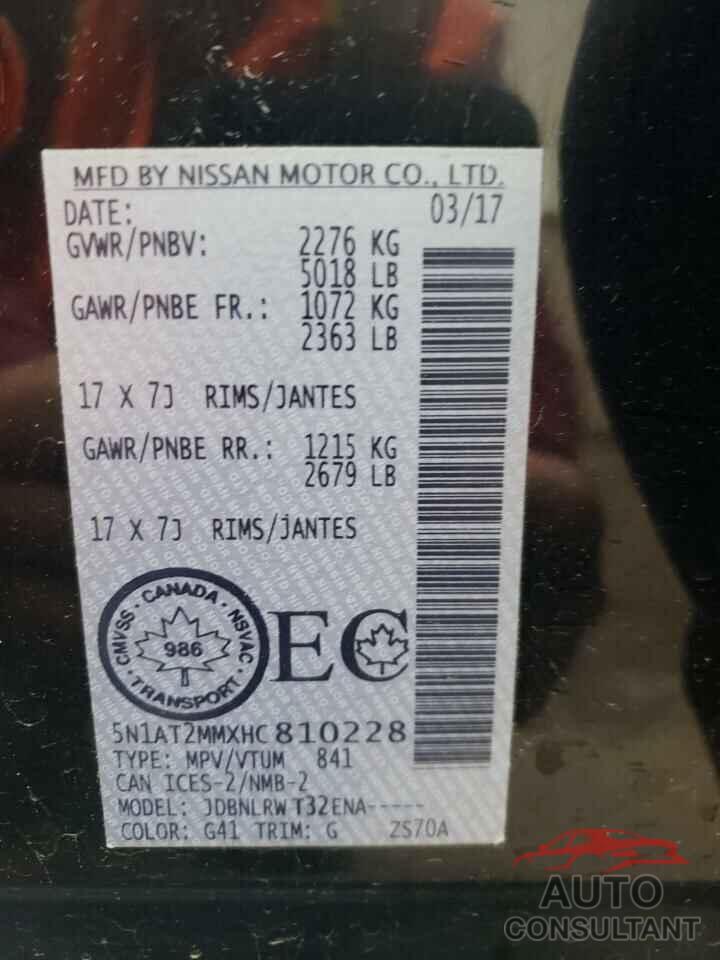 MFD BY NISSAN MOTOR CO., LTD.
DATE: 03/17
GVWR/PNBV: 2276 KG
5018 LB
GAWR/PNBE FR.: 1072 KG
2363 LB
17 X 7J RIMS/JANTES
GAWR/PNBE RR.: 1215 KG
2679 LB
17 X 7J RIMS/JANTES
CMVSS - CANADA - NSVAC
986
TRANSPORT
EC
5N1AT2MMXHC810228
TYPE: MPV/VTUM 841
CAN ICES-2/NMB-2
MODEL: JDBNLRW T32ENA-----
COLOR: G41 TRIM: G ZS70A
AUTO
CONSULTANT